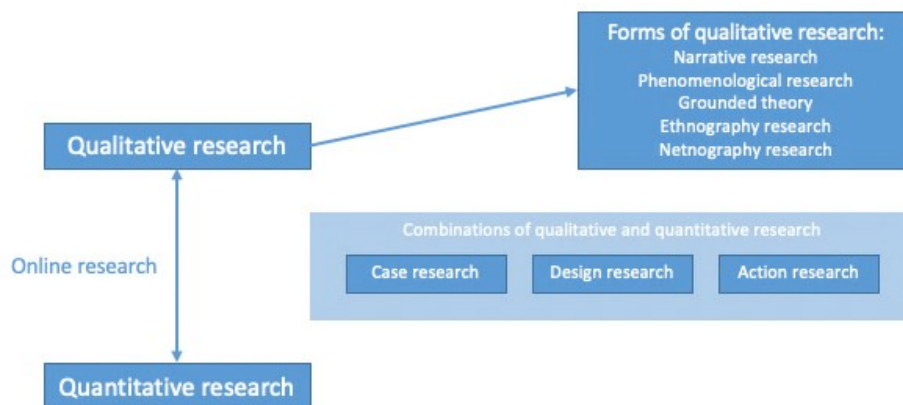 Forms of qualitative research:
Narrative research
Phenomenological research
Grounded theory
Ethnography research
Netnography research
Qualitative research
Combinations of qualitative and quantitative research
Case research
Design research
Action research
Online research
Quantitative research